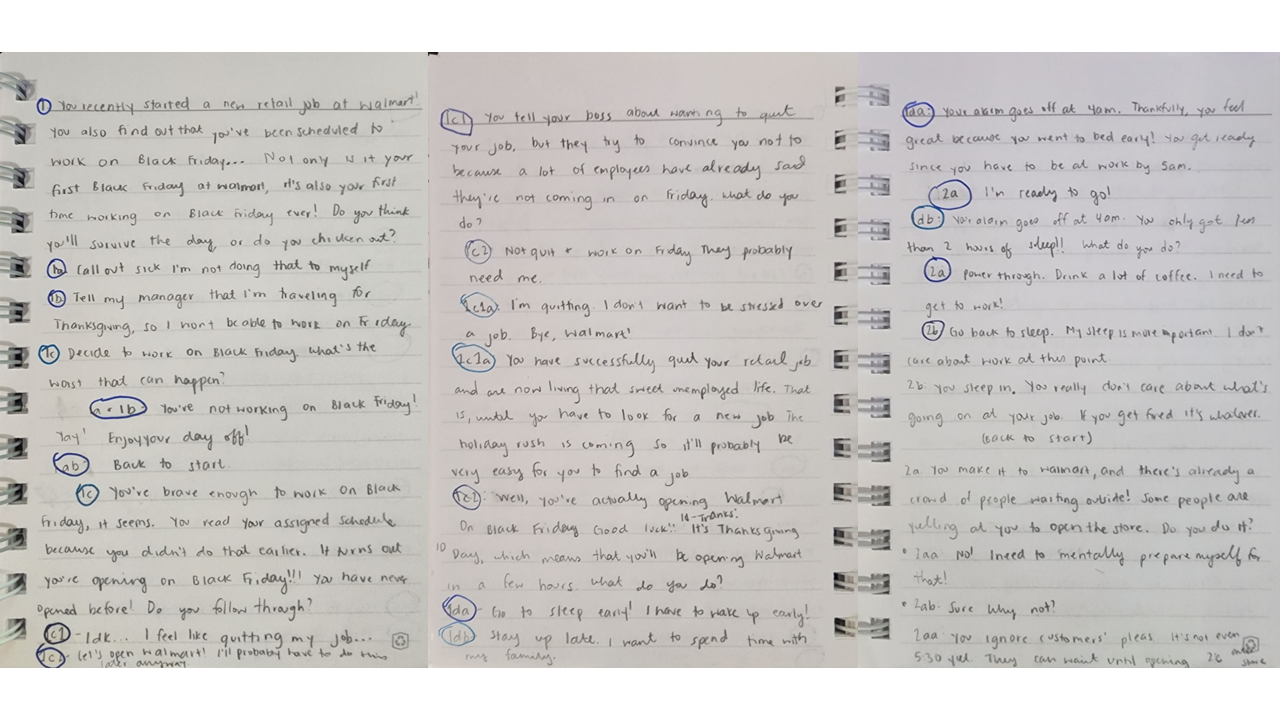 1 You recently started a new retail job at Walmart!
You also find out that you've been scheduled to
work on Black Friday... Not only is it your
first Black Friday at Walmart, it's also your first
time working on Black Friday ever! Do you think
you'll survive the day, or do you chicken out?
1a Call out sick I'm not doing that to myself
1b Tell my manager that I'm traveling for
Thanksgiving, so I won't be able to work on Friday
1c Decide to work on Black Friday. What's the
worst that can happen?
a + 1b: You're not working on Black Friday!
Yay! Enjoy your day off!
ab: Back to start.
1c You've brave enough to work on Black
Friday, it seems. You read your assigned schedule
because you didn't do that earlier. It turns out
you're opening on Black Friday!!! You have never
opened before! Do you follow through?
1c1 - Idk... I feel like quitting my job...
Let's open Walmart! I'll probably have to do this
later anyway.
1c1 You tell your boss about wanting to quit
your job, but they try to convince you not to
because a lot of employees have already said
they're not coming in on Friday. What do you
do?
1c2 Not quit + work on Friday They probably
need me.
1c1a. I'm quitting. I don't want to be stressed over
a job. Bye, Walmart!
1c1a You have successfully quit your retail job
and are now living that sweet unemployed life. That
is, until you have to look for a new job The
holiday rush is coming so it'll probably be
very easy for you to find a job
1c2: Well, you're actually opening Walmart
On Black Friday Good luck!! It's Thanksgiving
1d - Thanks:
1D Day, which means that you'll be opening Walmart
in a few hours. What do you do?
1da - Go to sleep early! I have to wake up early!
1db Stay up late. I want to spend time with
my family.
1da: Your alarm goes off at 4am. Thankfully, you feel
great because you went to bed early! You get ready
since you have to be at work by 5am.
2a I'm ready to go!
1db: Your alarm goes off at 4am. You only got less
than 2 hours of sleep!! What do you do?
2a Power through. Drink a lot of coffee. I need to
get to work!
2b Go back to sleep. My sleep is more important. I don't
care about work at this point.
2b: You sleep in. You really don't care about what's
going on at your job. If you get fired it's whatever.
(back to start)
2a You make it to Walmart, and there's already a
crowd of people waiting outside! Some people are
yelling at you to open the store. Do you do it?
• 2aa No! I need to mentally prepare myself for
that!
• 2ab: Sure why not?
2aa: You ignore customers' pleas. It's not even
5:30 yet. They can wait until opening